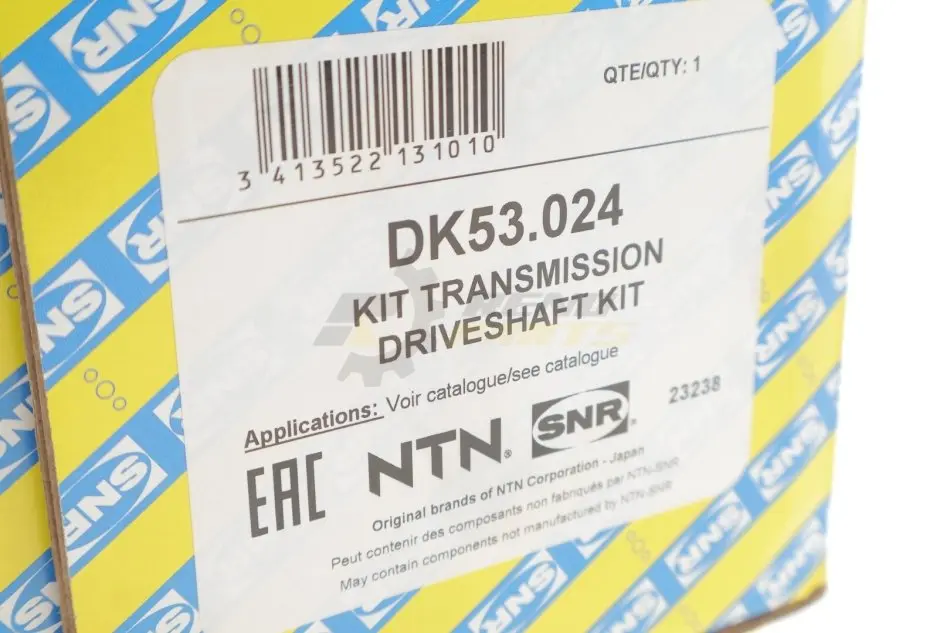 SNR
QTE/QTY: 1
3 413522 131010
DK53.024
KIT TRANSMISSION
DRIVESHAFT KIT
Applications: Voir catalogue/see catalogue
23238
EAC NTN® SNR®
Original brands of NTN Corporation - Japan
Peut contenir des composants non fabriqués par NTN-SNR
May contain components not manufactured by NTN-SNR